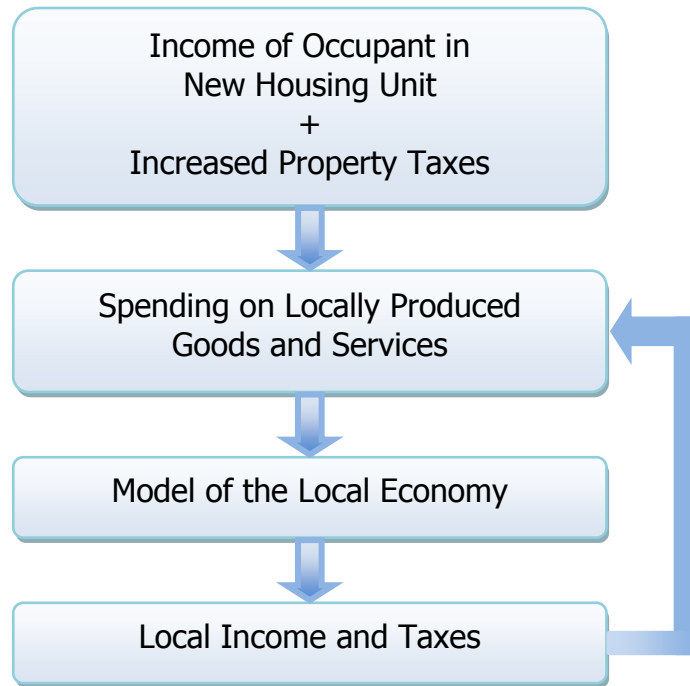 Income of Occupant in
New Housing Unit
+
Increased Property Taxes
Spending on Locally Produced
Goods and Services
Model of the Local Economy
Local Income and Taxes